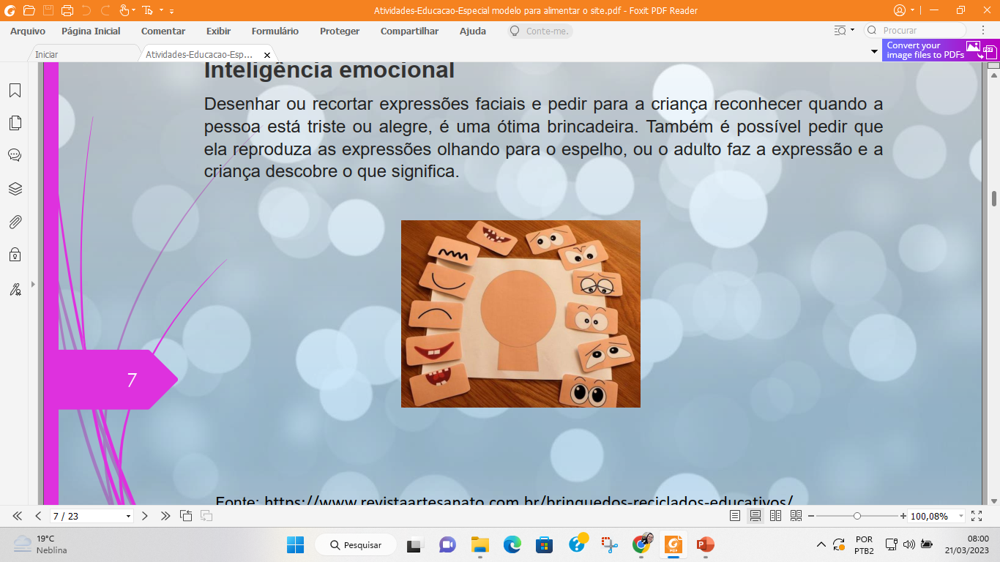 Atividades-Educacao-Especial modelo para alimentar o site.pdf - Foxit PDF Reader
Arquivo Página Inicial Comentar Exibir Formulário Proteger Compartilhar Ajuda Conte-me. Procurar
Iniciar Atividades-Educacao-Esp...
Convert your
image files to PDFs
Inteligência emocional
Desenhar ou recortar expressões faciais e pedir para a criança reconhecer quando a
pessoa está triste ou alegre, é uma ótima brincadeira. Também é possível pedir que
ela reproduza as expressões olhando para o espelho, ou o adulto faz a expressão e a
criança descobre o que significa.
7
Fonte: https://www.revistaartesanato.com.br/brinquedos-reciclados-educativos/
7 / 23
100,08%
19°C
Neblina
Pesquisar
POR
PTB2
08:00
21/03/2023